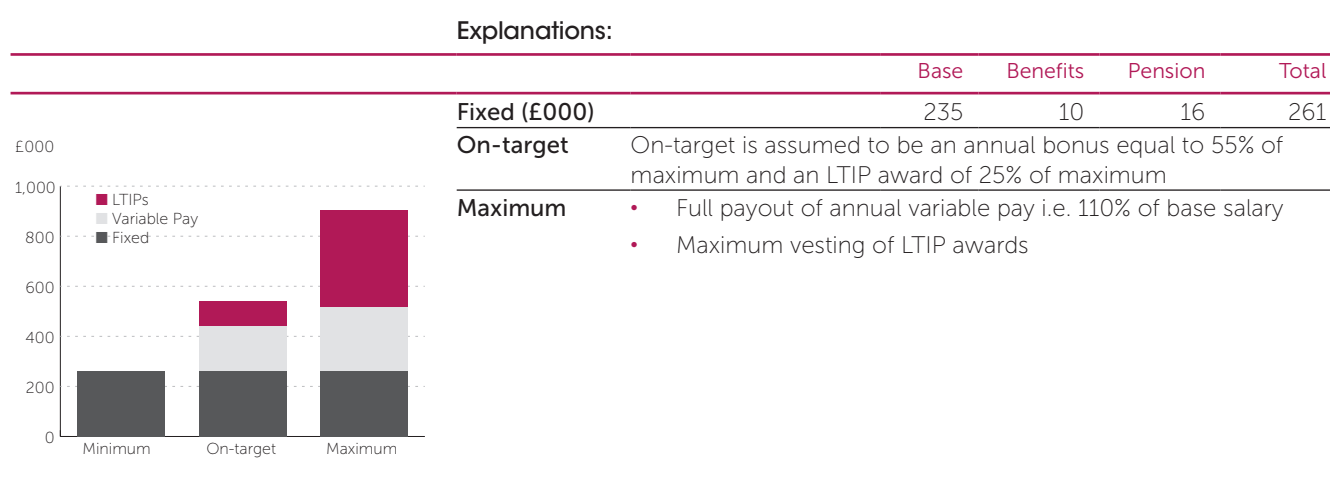 Explanations:
Base Benefits Pension Total
Fixed (£000) 235 10 16 261
On-target On-target is assumed to be an annual bonus equal to 55% of
maximum and an LTIP award of 25% of maximum
Maximum • Full payout of annual variable pay i.e. 110% of base salary
• Maximum vesting of LTIP awards
£000
1,000
LTIPs
Variable Pay
800
Fixed
600
400
200
0
Minimum On-target Maximum